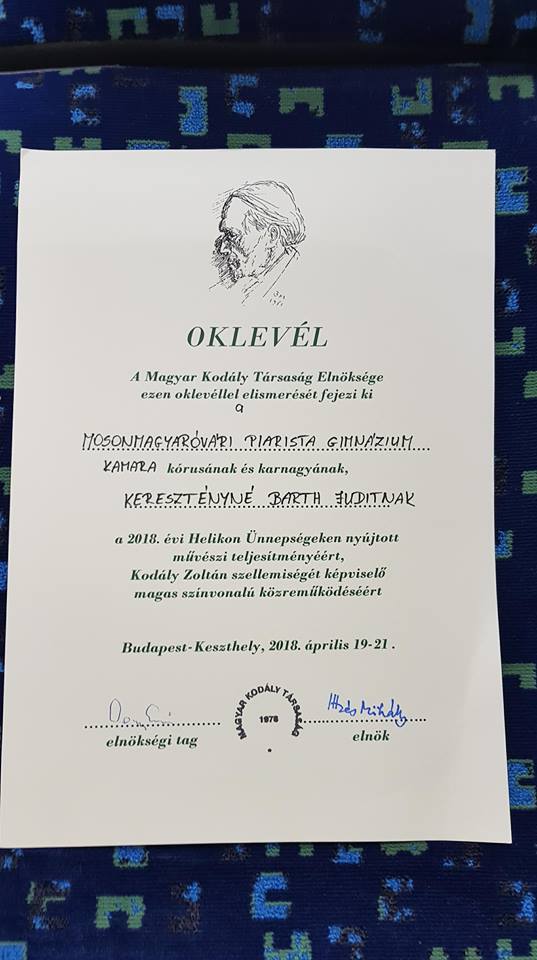 OKLEVÉL
A Magyar Kodály Társaság Elnöksége
ezen oklevéllel elismerését fejezi ki
a
MOSONMAGYARÓVÁRI PIARISTA GIMNÁZIUM
KAMARA kórusának és karnagyának,
KERESZTÉNYNÉ BARTH JUDITNAK
a 2018. évi Helikon Ünnepségeken nyújtott
művészi teljesítményéért,
Kodály Zoltán szellemiségét képviselő
magas színvonalú közreműködéséért
Budapest-Keszthely, 2018. április 19-21.
MAGYAR KODÁLY TÁRSASÁG
1978
elnökségi tag
elnök